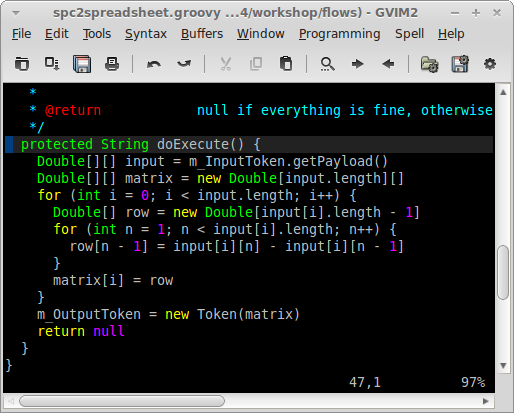 spc2spreadsheet.groovy ...4/workshop/flows) - GVIM2
File Edit Tools Syntax Buffers Window Programming Spell Help
   *
   * @return            null if everything is fine, otherwise
   */
  protected String doExecute() {
    Double[][] input = m_InputToken.getPayload()
    Double[][] matrix = new Double[input.length][]
    for (int i = 0; i < input.length; i++) {
      Double[] row = new Double[input[i].length - 1]
      for (int n = 1; n < input[i].length; n++) {
        row[n - 1] = input[i][n] - input[i][n - 1]
      }
      matrix[i] = row
    }
    m_OutputToken = new Token(matrix)
    return null
  }
}
47,1 97%